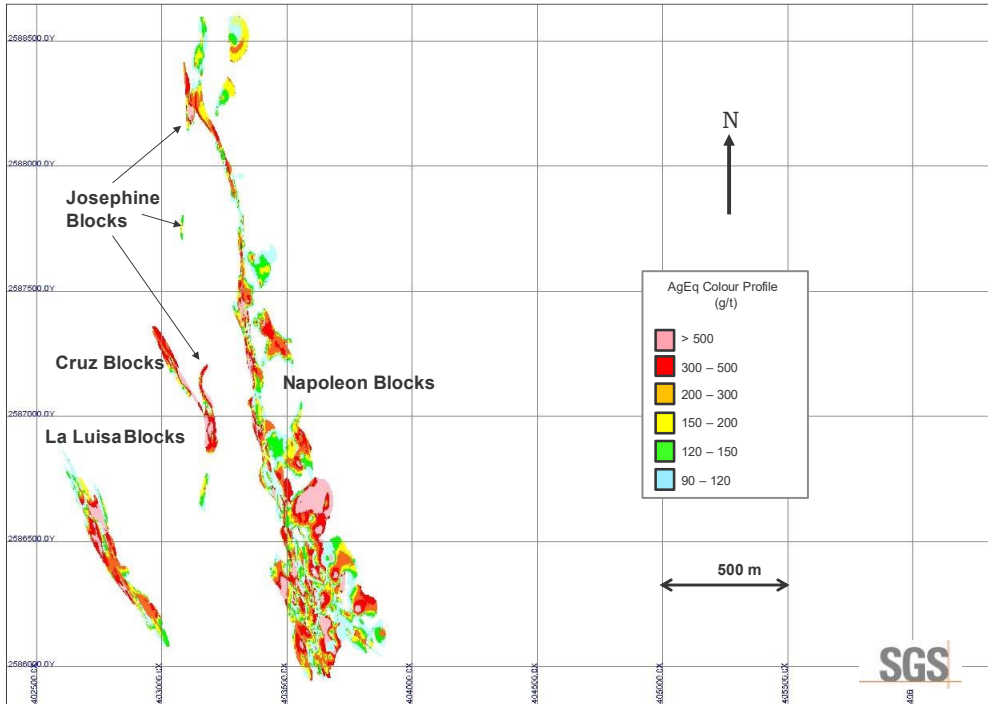 2588500.0Y
N
2588000.0Y
Josephine
Blocks
2587500.0Y
AgEq Colour Profile
(g/t)
> 500
300 – 500
200 – 300
150 – 200
120 – 150
90 – 120
Cruz Blocks
Napoleon Blocks
2587000.0Y
La Luisa Blocks
2586500.0Y
500 m
2586000.0Y
SGS
402500.0X
403000.0X
403500.0X
404000.0X
404500.0X
405000.0X
405500.0X